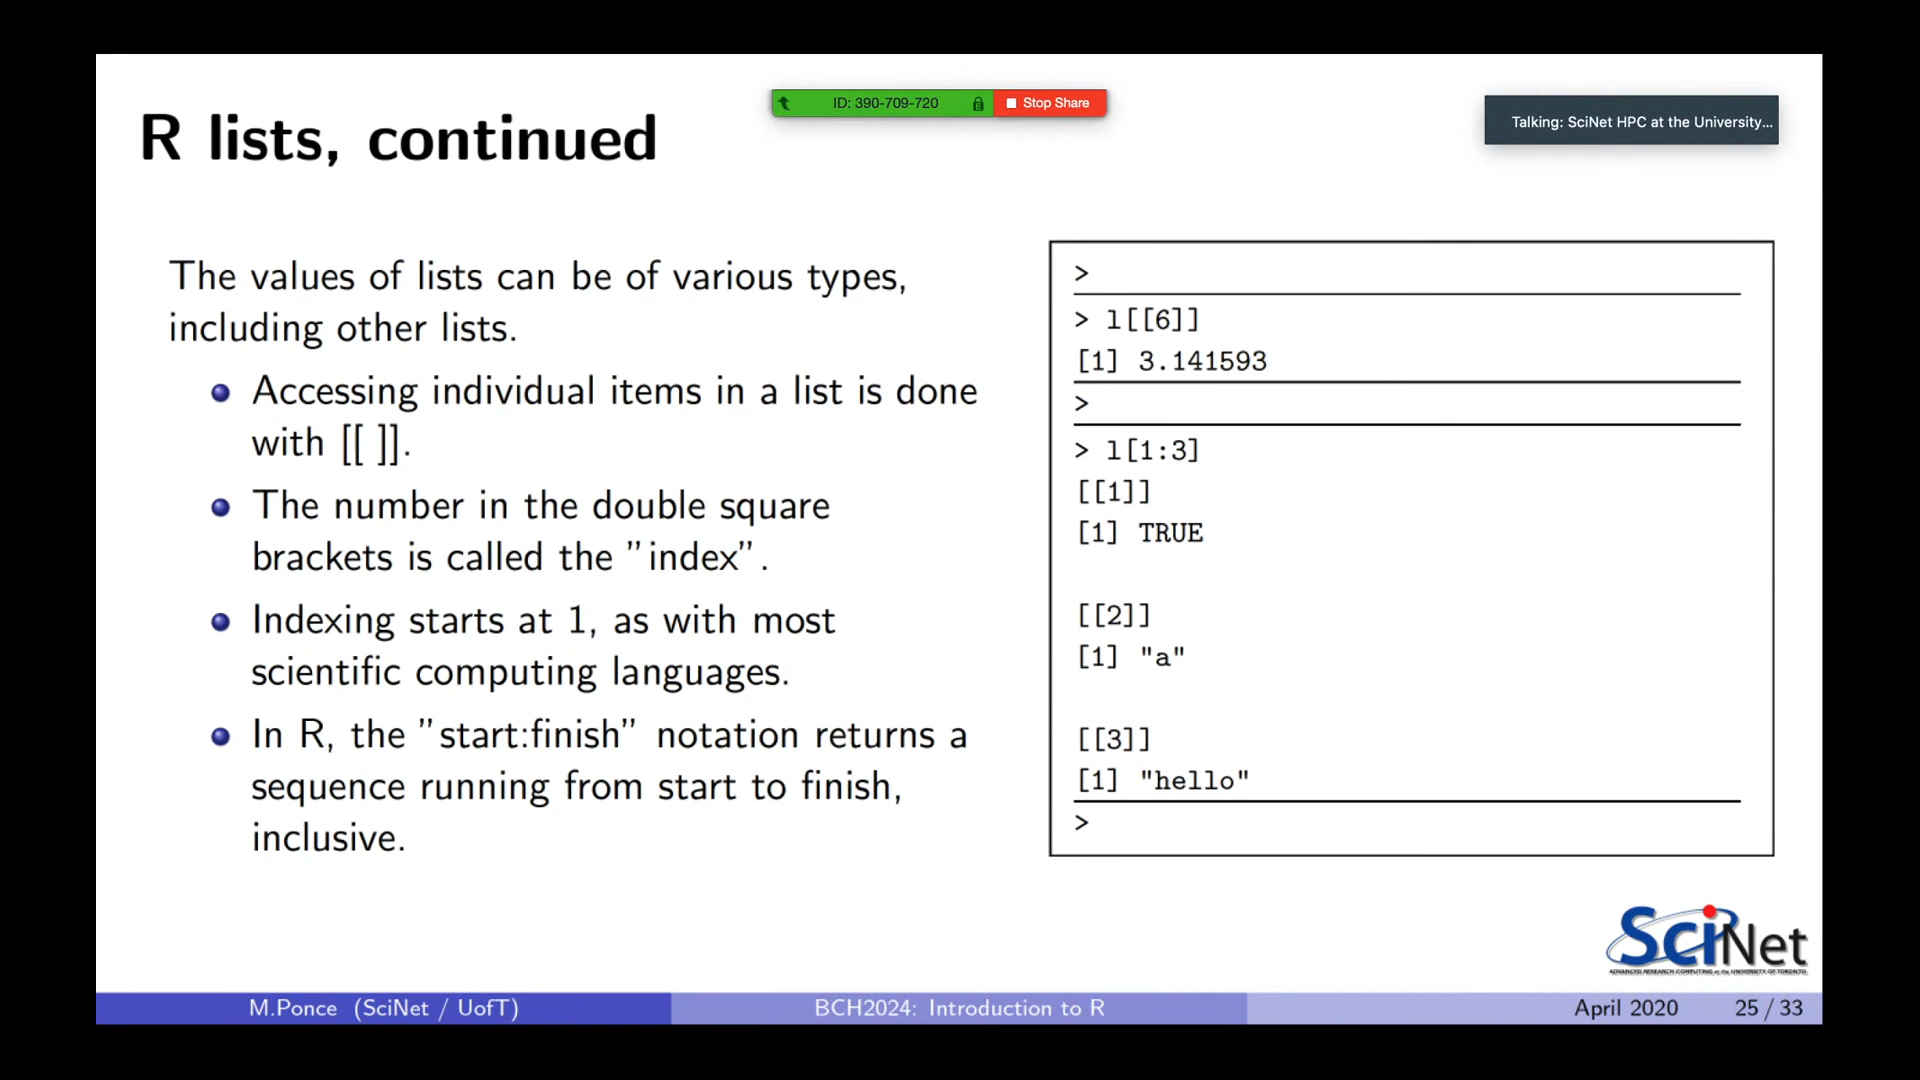 ID: 390-709-720
Stop Share
Talking: SciNet HPC at the University...
R lists, continued
The values of lists can be of various types,
including other lists.
Accessing individual items in a list is done
with [[ ]].
The number in the double square
brackets is called the ”index”.
Indexing starts at 1, as with most
scientific computing languages.
In R, the ”start:finish” notation returns a
sequence running from start to finish,
inclusive.
>
> l[[6]]
[1] 3.141593
>
> l[1:3]
[[1]]
[1] TRUE
[[2]]
[1] "a"
[[3]]
[1] "hello"
>
SciNet
ADVANCED RESEARCH COMPUTING at the UNIVERSITY OF TORONTO
M.Ponce (SciNet / UofT)
BCH2024: Introduction to R
April 2020
25 / 33